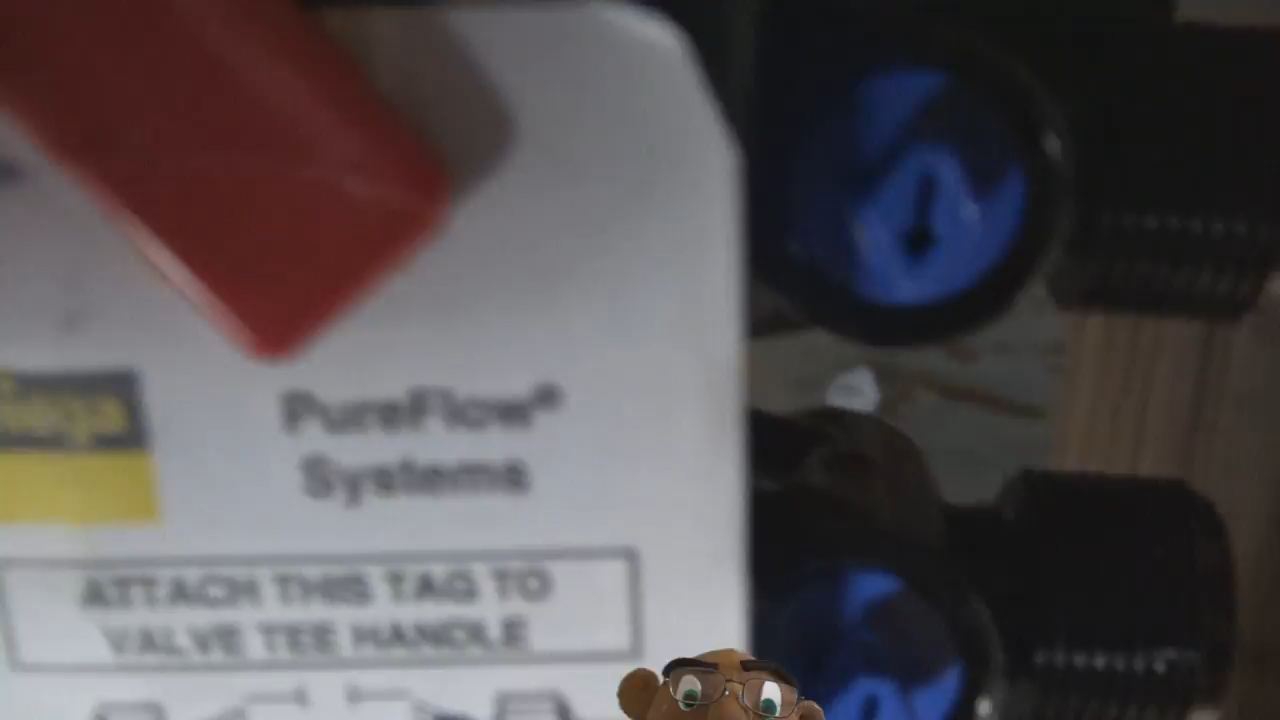 PureFlow®
Systems
ATTACH THIS TAG TO
VALVE TEE HANDLE